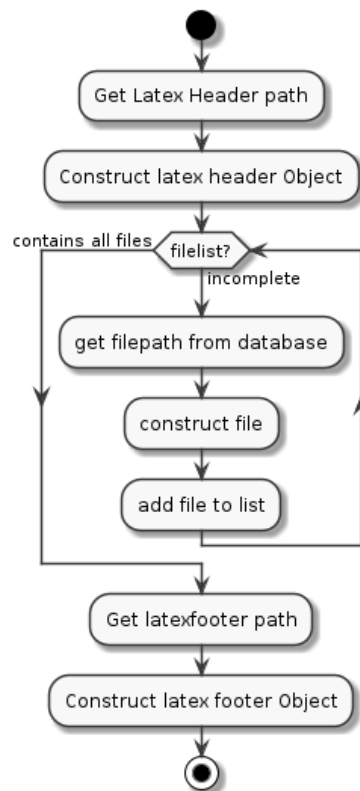 Get Latex Header path
Construct latex header Object
contains all files
filelist?
incomplete
get filepath from database
construct file
add file to list
Get latexfooter path
Construct latex footer Object